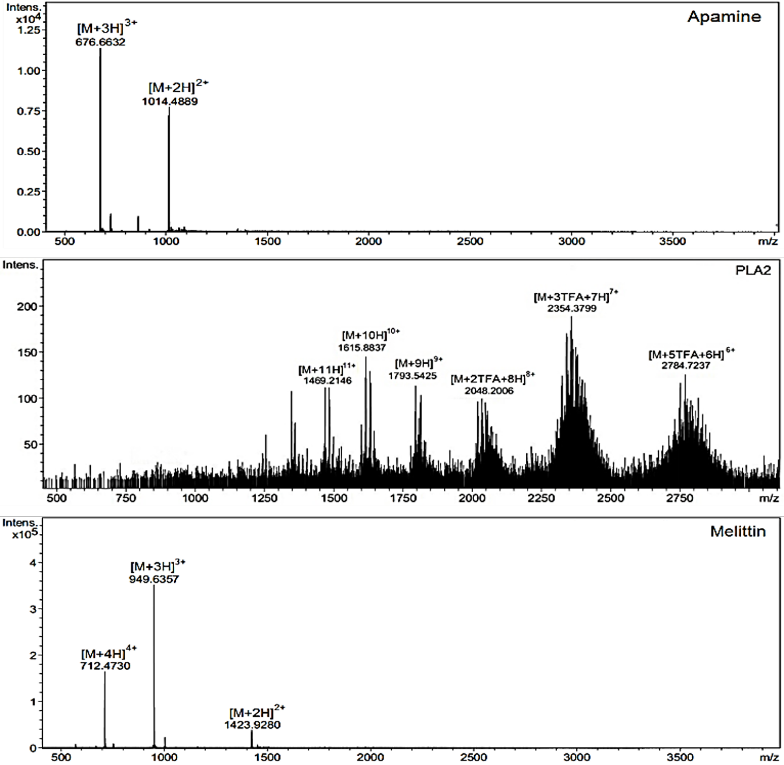 Intens.
x10⁴
Apamine
1.25
1.00
0.75
0.50
0.25
0.00
[M+3H]³⁺
676.6632
[M+2H]²⁺
1014.4889
500 1000 1500 2000 2500 3000 3500 m/z
Intens.
PLA2
200
150
100
50
[M+11H]¹¹⁺
1469.2146
[M+10H]¹⁰⁺
1615.8837
[M+9H]⁹⁺
1793.5425
[M+2TFA+8H]⁸⁺
2048.2006
[M+3TFA+7H]⁷⁺
2354.3799
[M+5TFA+6H]⁶⁺
2784.7237
500 750 1000 1250 1500 1750 2000 2250 2500 2750 m/z
Intens.
x10⁵
Melittin
4
3
2
1
0
[M+4H]⁴⁺
712.4730
[M+3H]³⁺
949.6357
[M+2H]²⁺
1423.9280
500 1000 1500 2000 2500 3000 3500 m/z